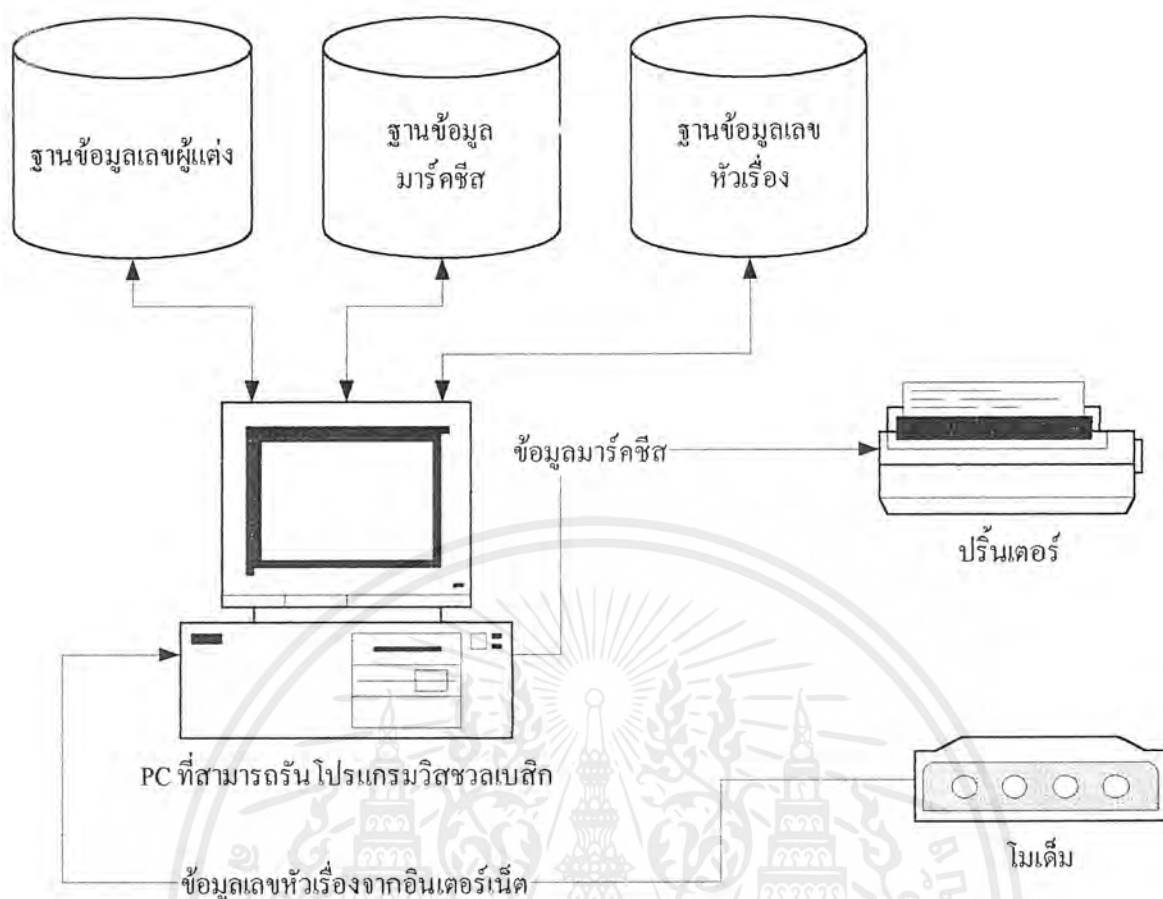 ฐานข้อมูลเลขผู้แต่ง
ฐานข้อมูล
มาร์คชีส
ฐานข้อมูลเลข
หัวเรื่อง
ข้อมูลมาร์คชีส
ปริ้นเตอร์
PC ที่สามารถรันโปรแกรมวิสชวลเบสิก
โมเด็ม
ข้อมูลเลขหัวเรื่องจากอินเตอร์เน็ต